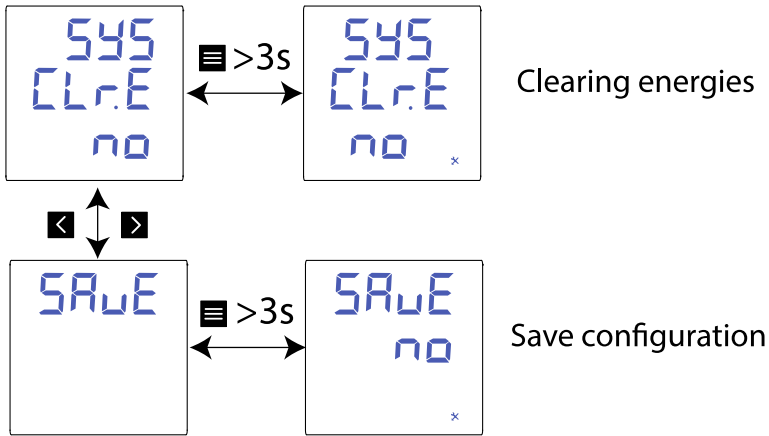 SYS
CLr.E
no
>3s
SYS
CLr.E
no
Clearing energies
SAvE
>3s
SAvE
no
Save configuration